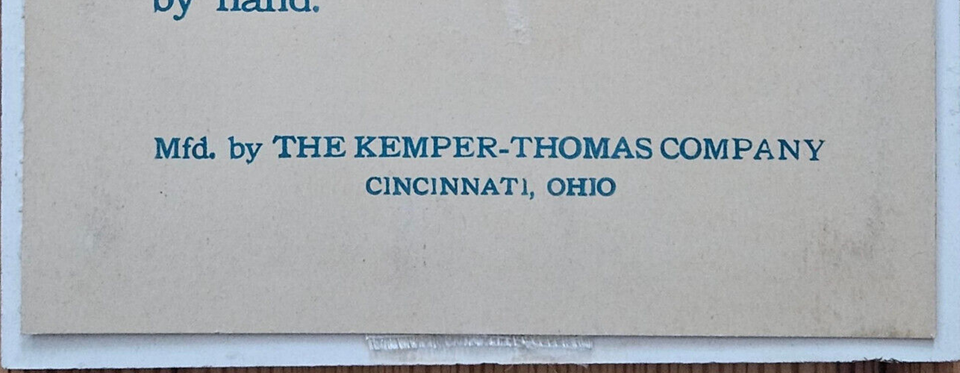 by hand.
Mfd. by THE KEMPER-THOMAS COMPANY
CINCINNATI, OHIO